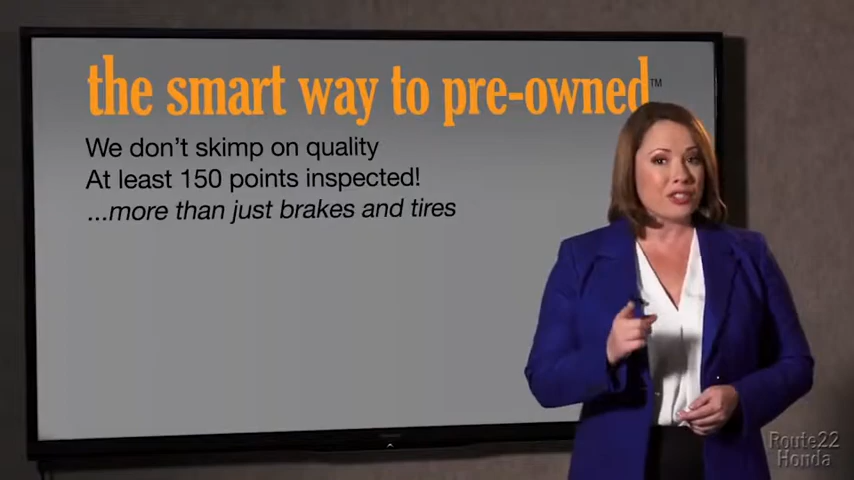 the smart way to pre-owned™
We don't skimp on quality
At least 150 points inspected!
...more than just brakes and tires
Route22
Honda